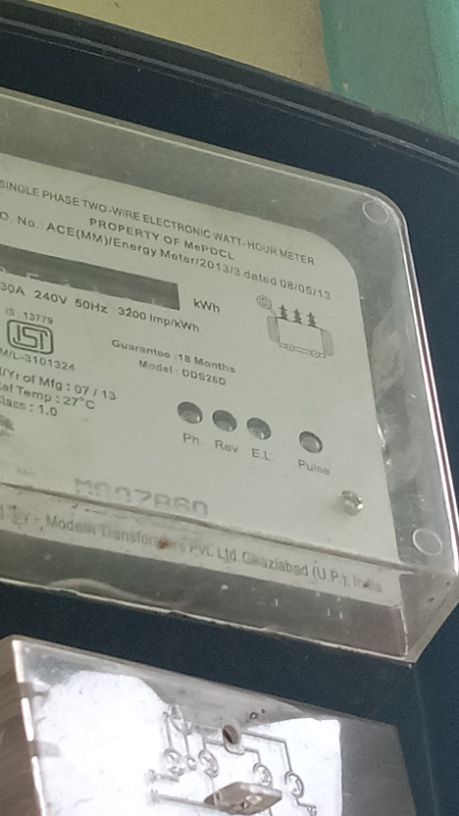 SINGLE PHASE TWO-WIRE ELECTRONIC WATT-HOUR METER
PROPERTY OF MePDCL
O. No.: ACE(MM)/Energy Meter/2013/3 dated 08/05/13
kWh
30A 240V 50Hz 3200 Imp/kWh
IS : 13779
M/L-3101324
Guarantee :18 Months
Model : DDS26D
/Yr of Mfg : 07 / 13
Ref Temp : 27°C
Class : 1.0
Ph. Rev E.L. Pulse
By - Modern Transformers Pvt. Ltd. Ghaziabad (U.P.), India